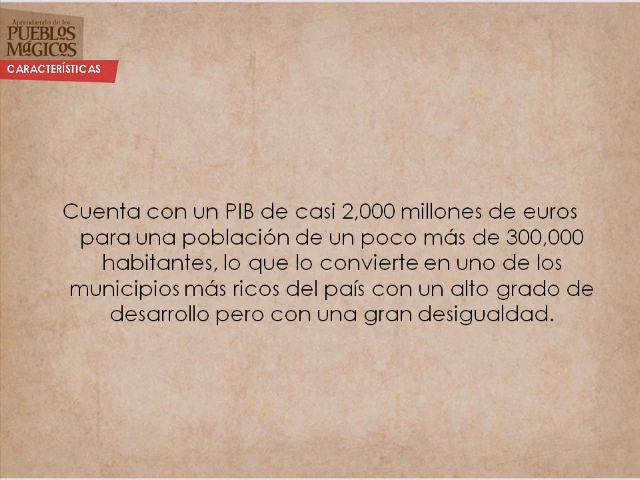 Aprendiendo de los
PUEBLOS
MáGICOS
CARACTERÍSTICAS
Cuenta con un PIB de casi 2,000 millones de euros
para una población de un poco más de 300,000
habitantes, lo que lo convierte en uno de los
municipios más ricos del país con un alto grado de
desarrollo pero con una gran desigualdad.